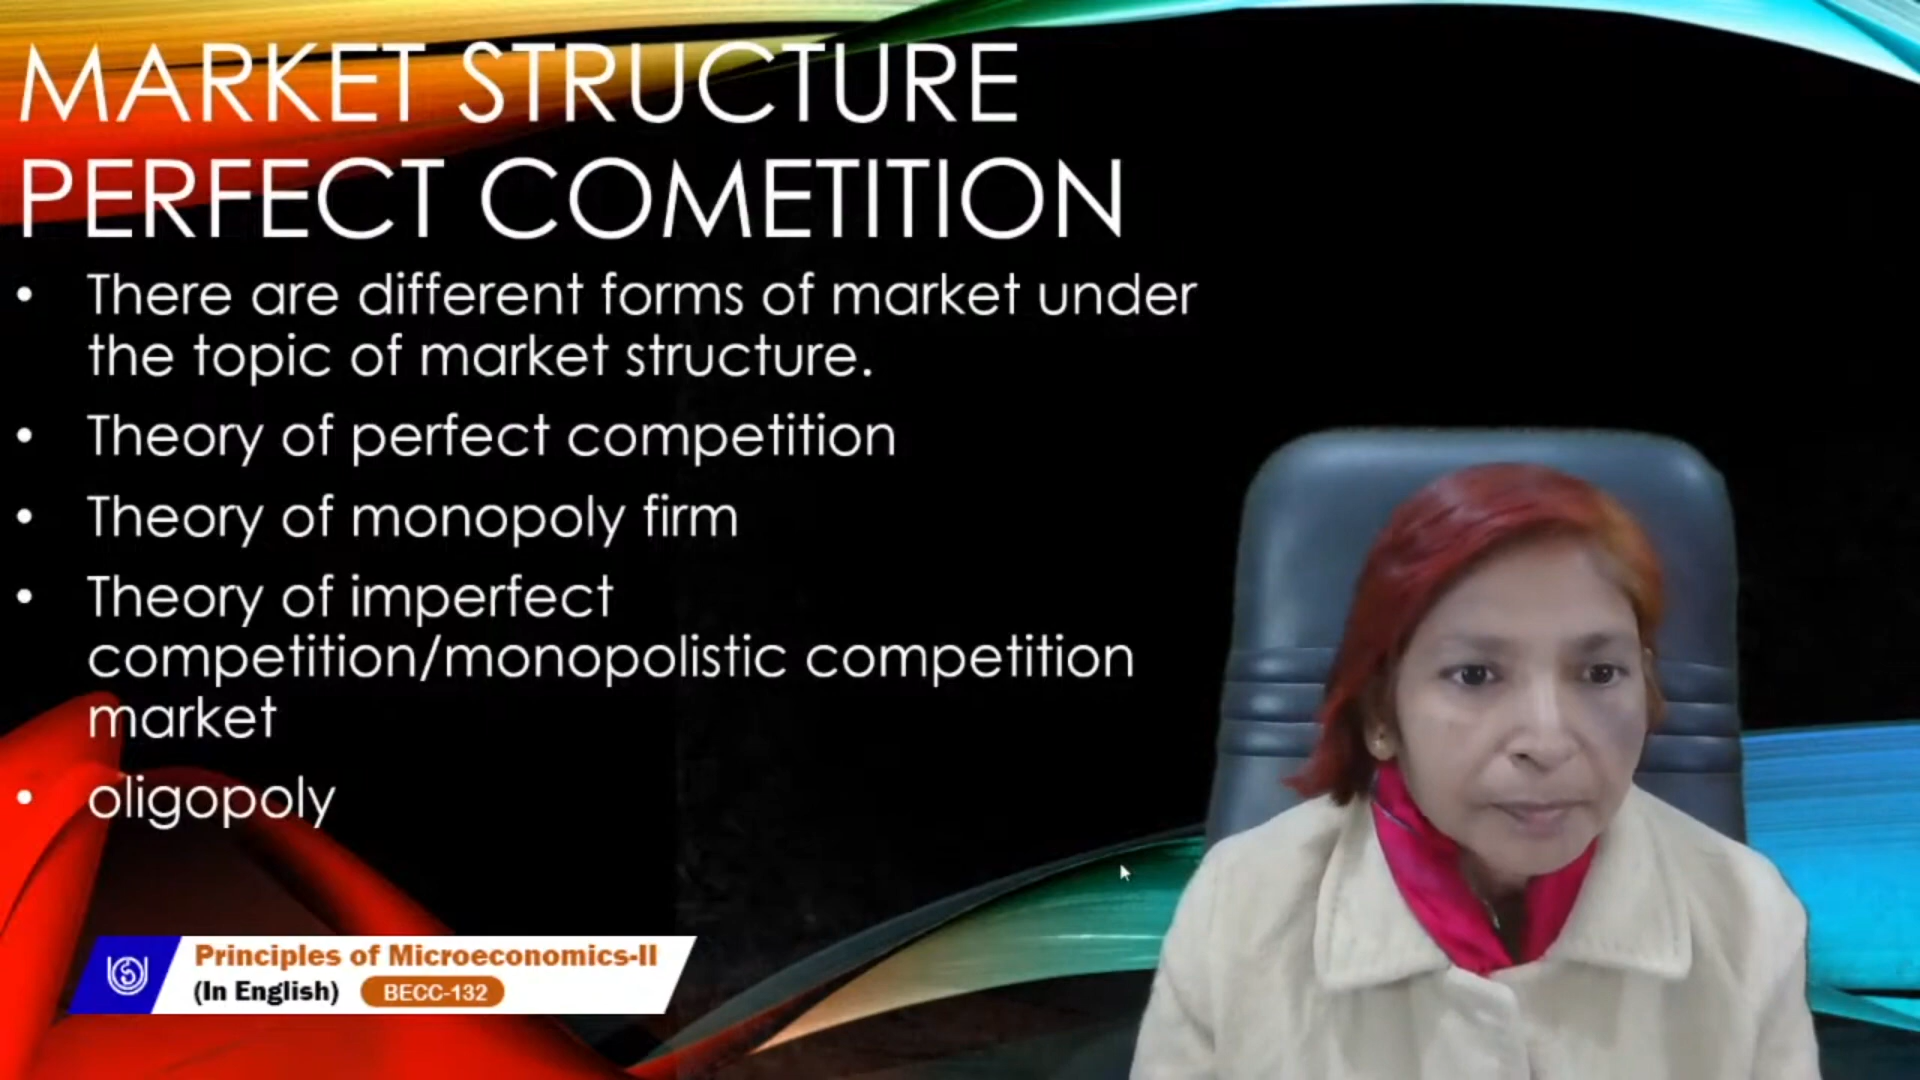 MARKET STRUCTURE
PERFECT COMETITION
• There are different forms of market under
the topic of market structure.
• Theory of perfect competition
• Theory of monopoly firm
• Theory of imperfect
competition/monopolistic competition
market
• oligopoly
Principles of Microeconomics-II
(In English) BECC-132